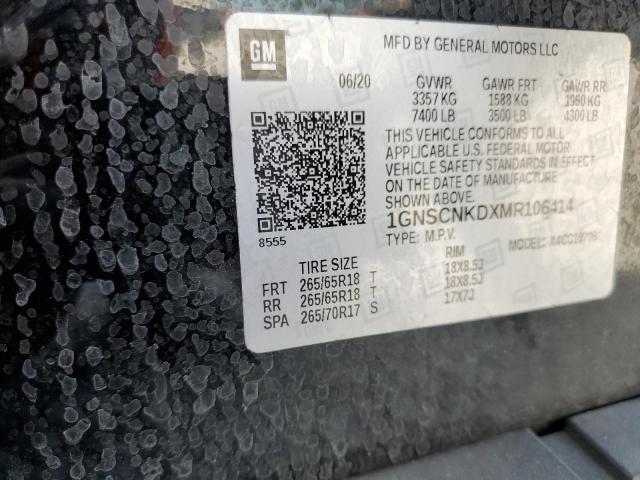 GM
MFD BY GENERAL MOTORS LLC
06/20 GVWR GAWR FRT GAWR RR
3357 KG 1588 KG 1950 KG
7400 LB 3500 LB 4300 LB
THIS VEHICLE CONFORMS TO ALL
APPLICABLE U.S. FEDERAL MOTOR
VEHICLE SAFETY STANDARDS IN EFFECT
ON THE DATE OF MANUFACTURE
SHOWN ABOVE.
1GNSCNKDXMR106414
8555
TYPE: M.P.V. MODEL:
TIRE SIZE RIM
FRT 265/65R18 T 18X8.5J
RR 265/65R18 T 18X8.5J
SPA 265/70R17 S 17X7J